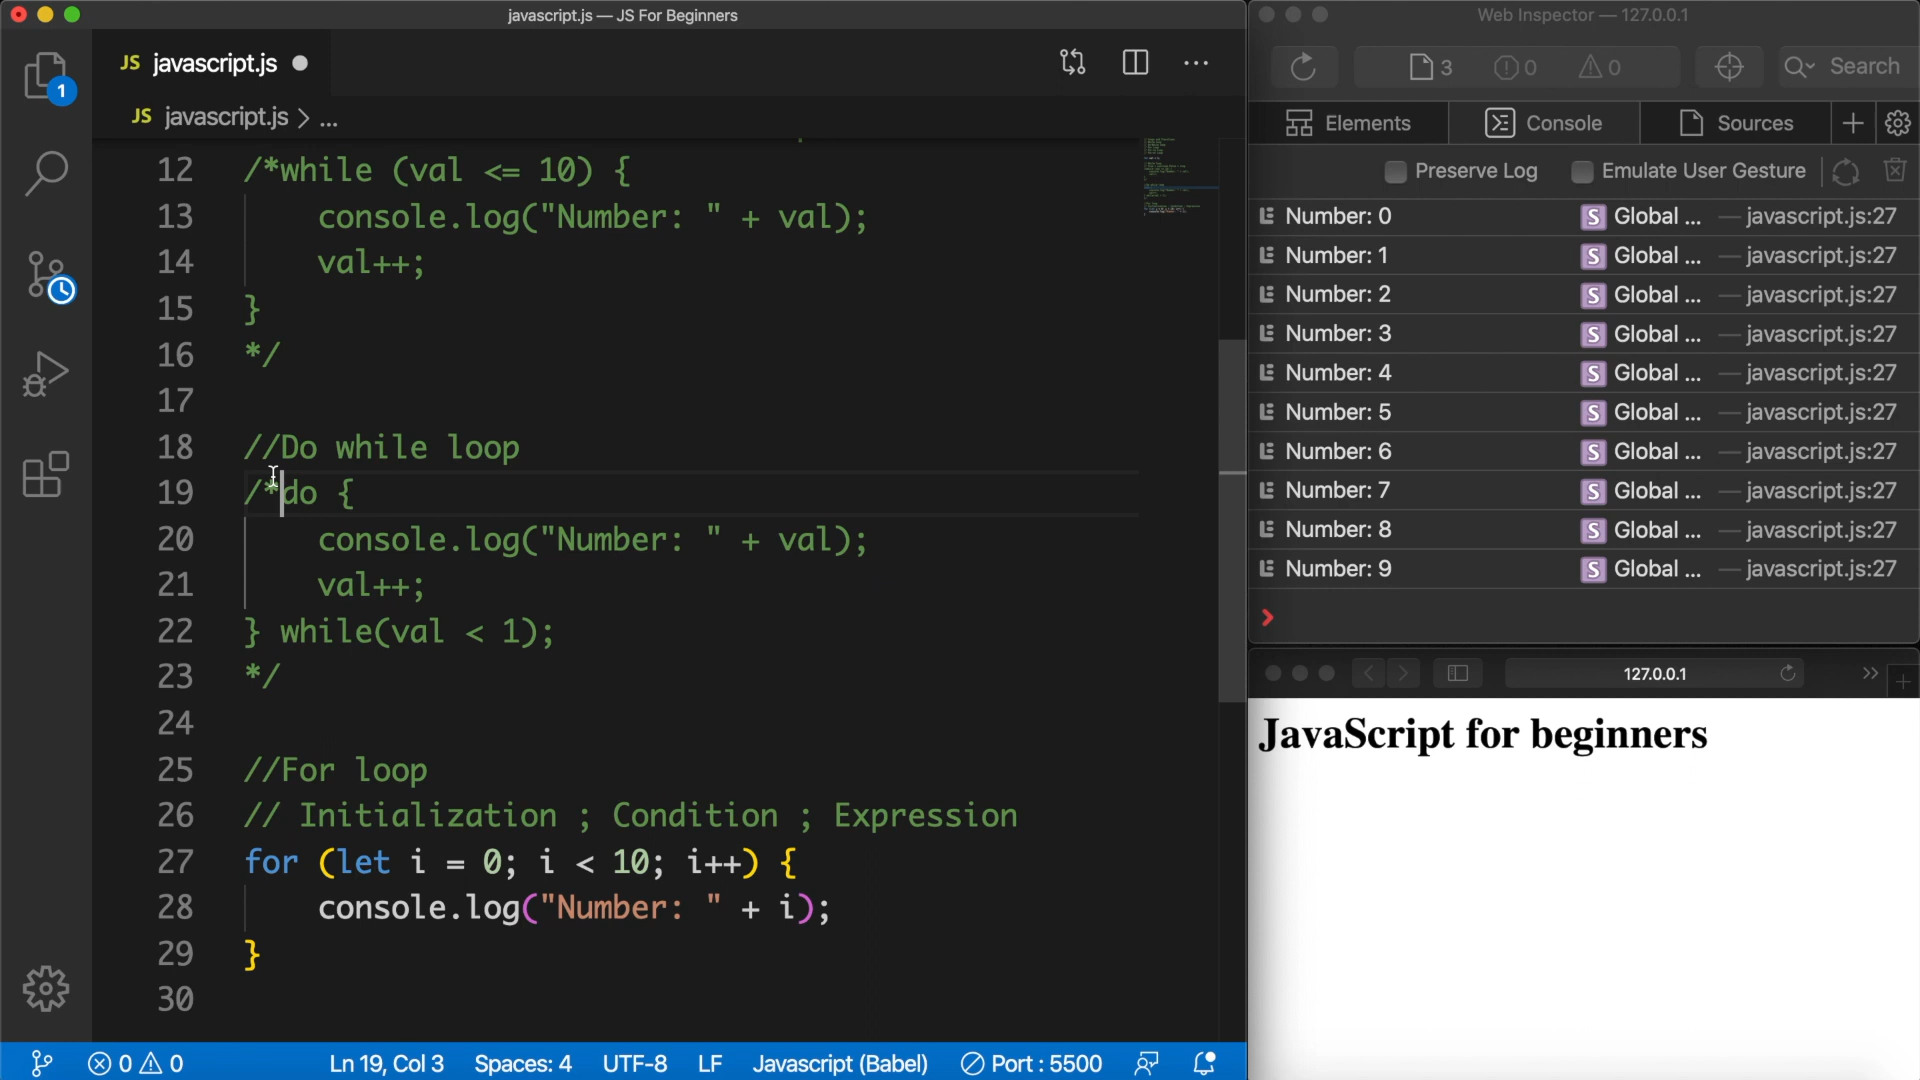 javascript.js — JS For Beginners
JS javascript.js
JS javascript.js > ...
1
12 /*while (val <= 10) {
13 console.log("Number: " + val);
14 val++;
15 }
16 */
17
18 //Do while loop
19 /*do {
20 console.log("Number: " + val);
21 val++;
22 } while(val < 1);
23 */
24
25 //For loop
26 // Initialization ; Condition ; Expression
27 for (let i = 0; i < 10; i++) {
28 console.log("Number: " + i);
29 }
30
0 0 Ln 19, Col 3 Spaces: 4 UTF-8 LF Javascript (Babel) Port : 5500
Web Inspector — 127.0.0.1
3 0 0 Search
Elements Console Sources
Preserve Log Emulate User Gesture
Number: 0 S Global ... — javascript.js:27
Number: 1 S Global ... — javascript.js:27
Number: 2 S Global ... — javascript.js:27
Number: 3 S Global ... — javascript.js:27
Number: 4 S Global ... — javascript.js:27
Number: 5 S Global ... — javascript.js:27
Number: 6 S Global ... — javascript.js:27
Number: 7 S Global ... — javascript.js:27
Number: 8 S Global ... — javascript.js:27
Number: 9 S Global ... — javascript.js:27
127.0.0.1
JavaScript for beginners